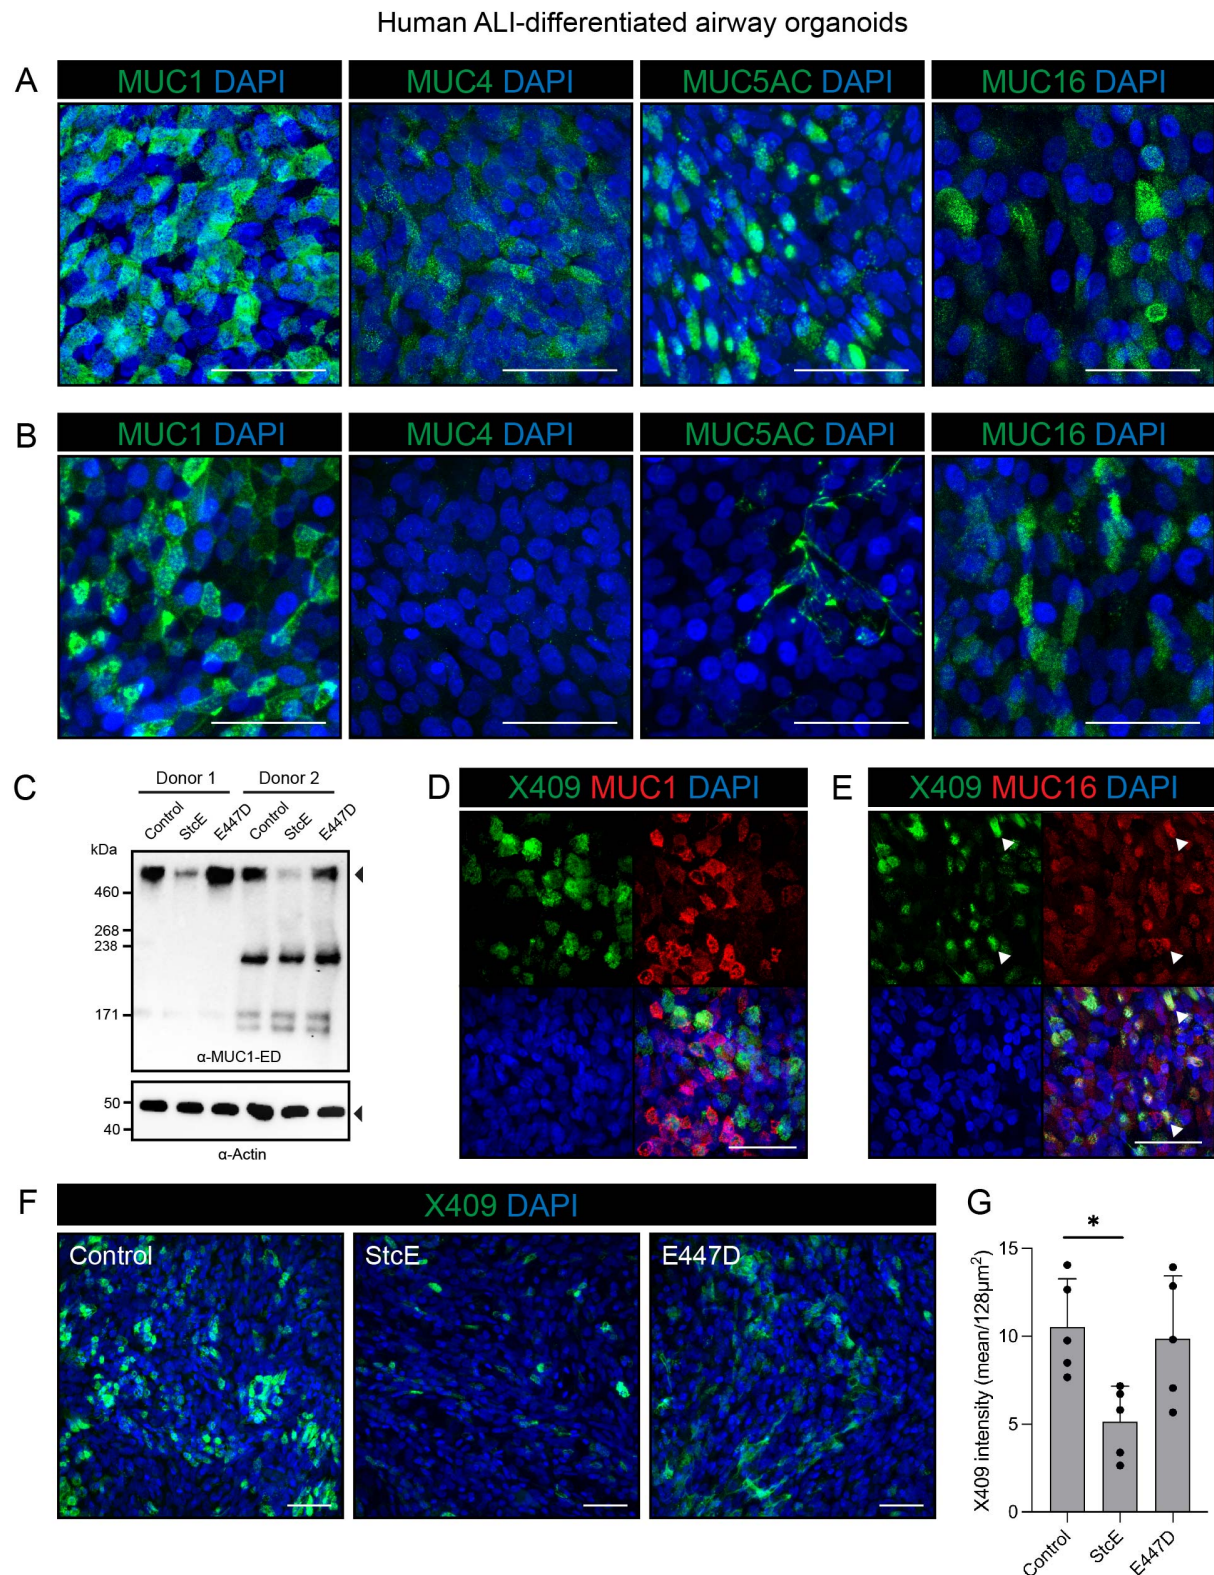 Human ALI-differentiated airway organoids
A
MUC1 DAPI
MUC4 DAPI
MUC5AC DAPI
MUC16 DAPI
B
MUC1 DAPI
MUC4 DAPI
MUC5AC DAPI
MUC16 DAPI
C
Donor 1
Donor 2
Control
StcE
E447D
Control
StcE
E447D
kDa
460
268
238
171
α-MUC1-ED
50
40
α-Actin
D
X409 MUC1 DAPI
E
X409 MUC16 DAPI
F
X409 DAPI
Control
StcE
E447D
G
*
X409 intensity (mean/128µm²)
15
10
5
0
Control
StcE
E447D